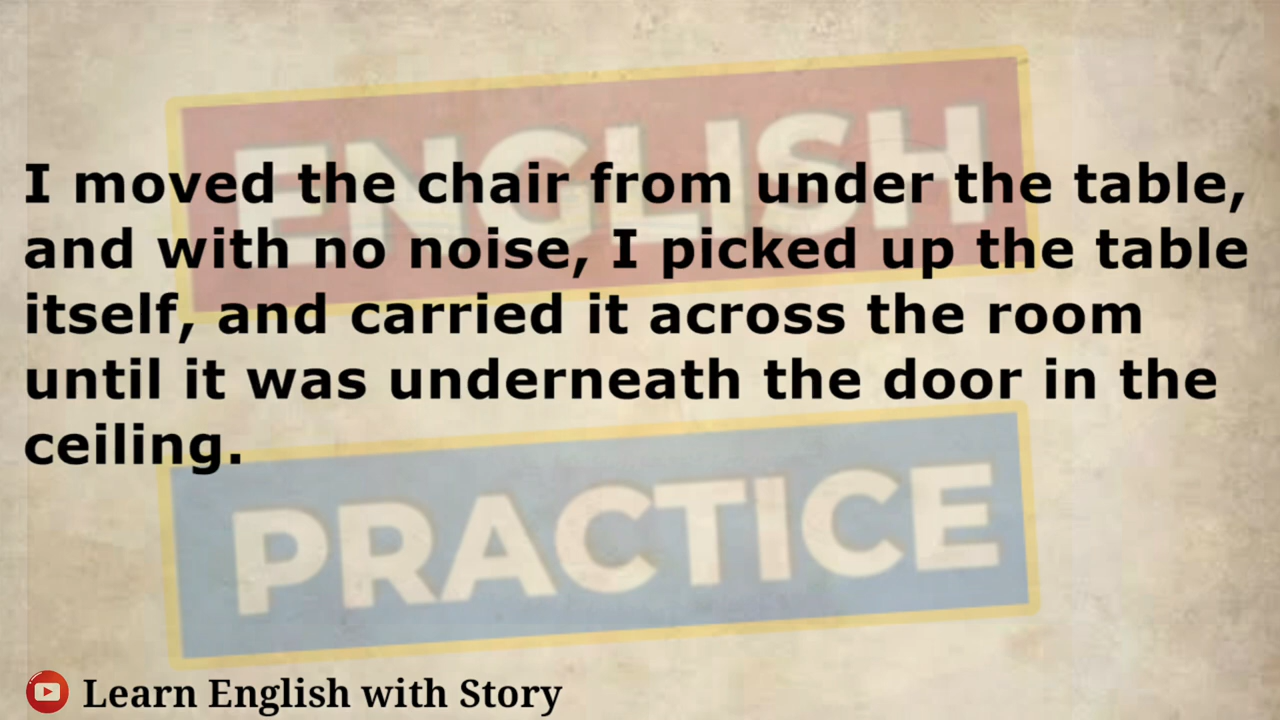 ENGLISH
I moved the chair from under the table,
and with no noise, I picked up the table
itself, and carried it across the room
until it was underneath the door in the
ceiling.
PRACTICE
Learn English with Story